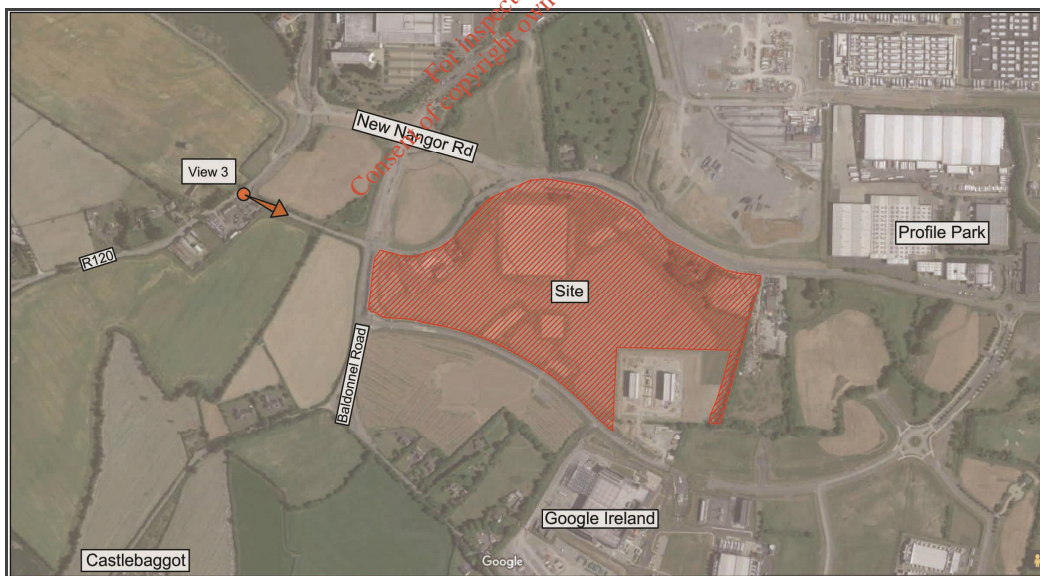 For inspect
Consent of copyright own
New Nangor Rd
View 3
R120
Profile Park
Site
Baldonnel Road
Google Ireland
Castlebaggot
Google